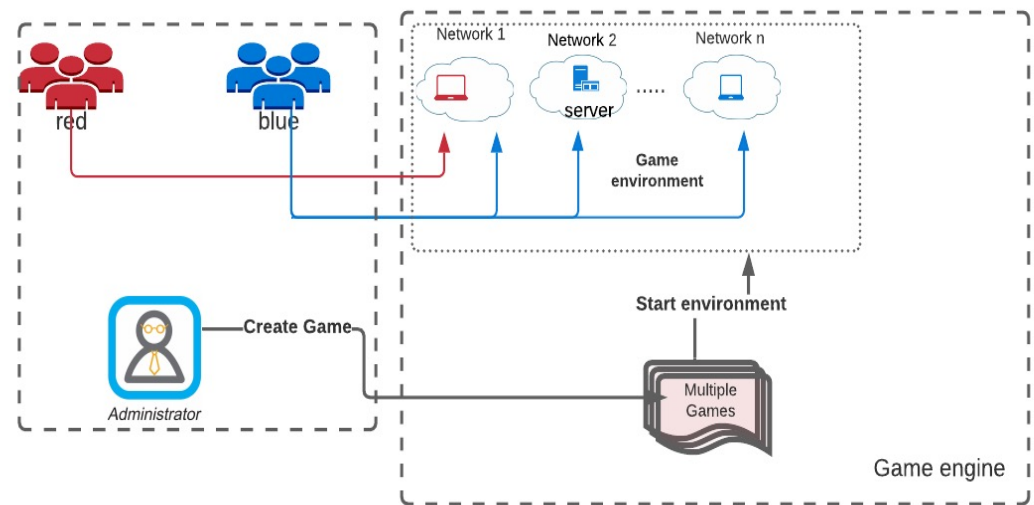 Network 1
Network 2
Network n
red
blue
server
.....
Game
environment
Start environment
Create Game
Multiple
Games
Administrator
Game engine